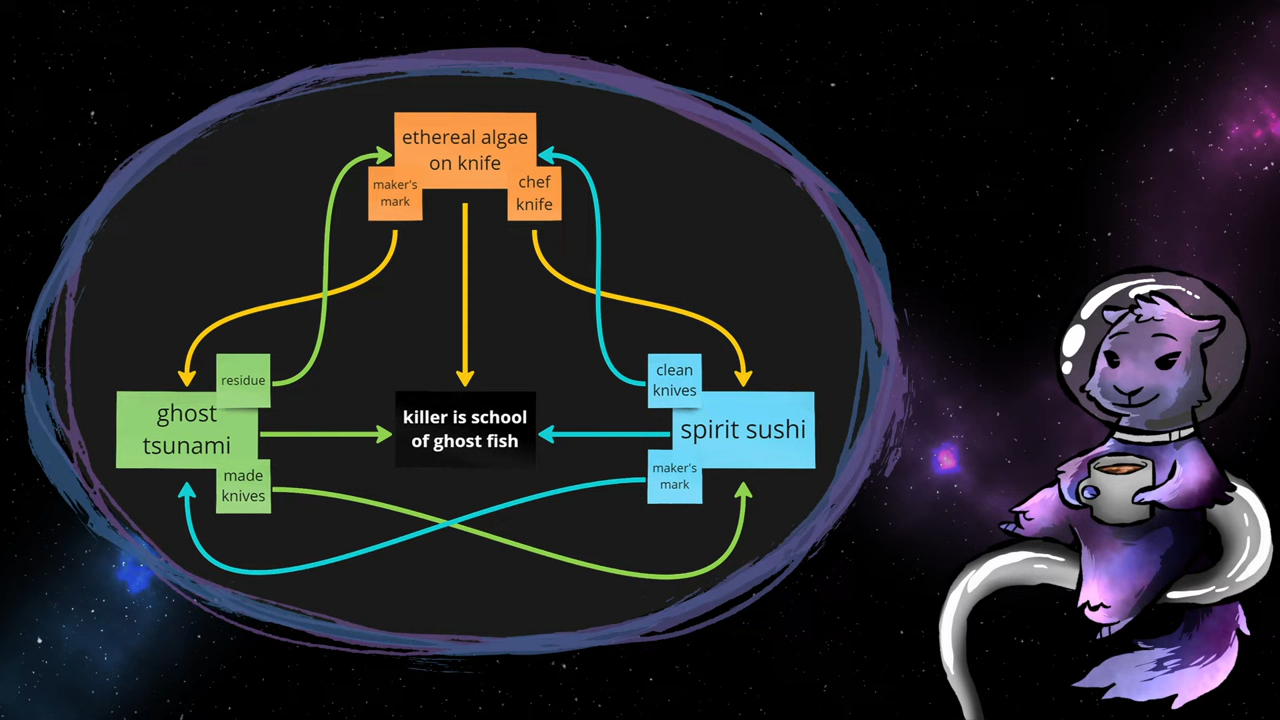 ethereal algae
on knife
maker's
mark
chef
knife
residue
ghost
tsunami
made
knives
killer is school
of ghost fish
clean
knives
spirit sushi
maker's
mark